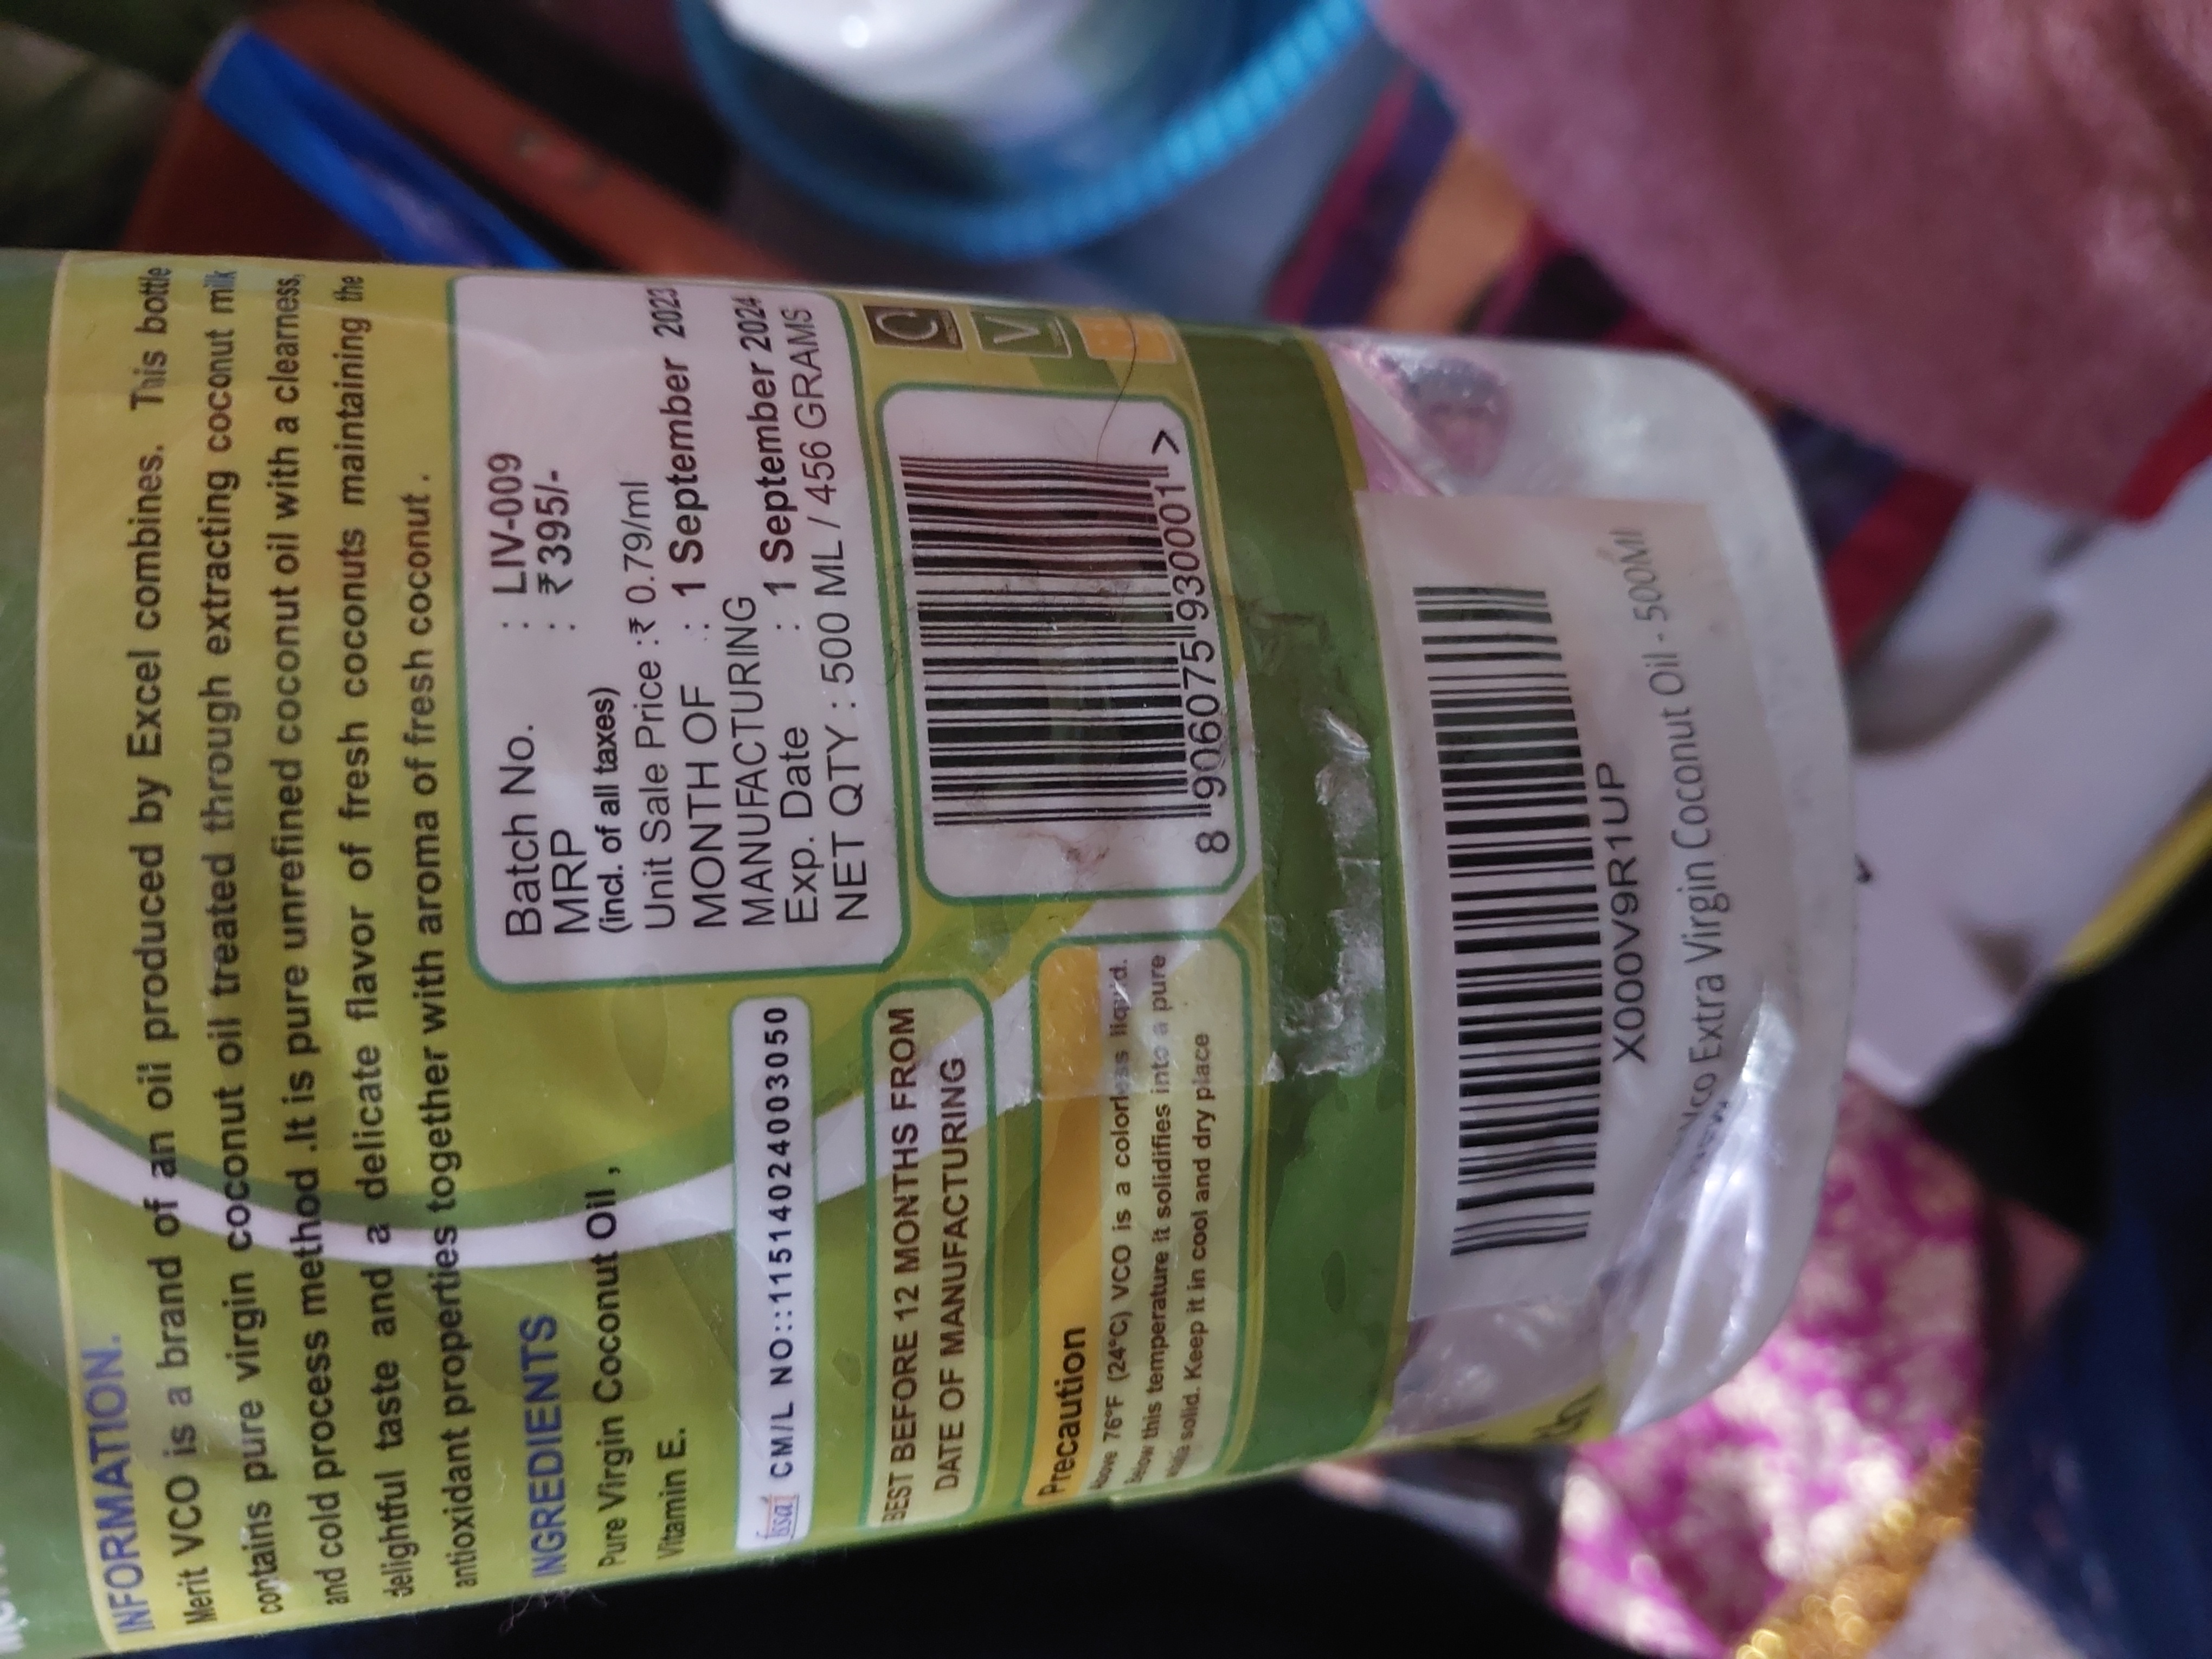 INFORMATION.
Merit VCO is a brand of an oil produced by Excel combines. This bottle
contains pure virgin coconut oil treated through extracting coconut milk
and cold process method .It is pure unrefined coconut oil with a clearness,
delightful taste and a delicate flavor of fresh coconuts maintaining the
antioxidant properties together with aroma of fresh coconut .
INGREDIENTS
Pure Virgin Coconut Oil ,
Vitamin E.
fssai CM/L NO::11514024003050
BEST BEFORE 12 MONTHS FROM
DATE OF MANUFACTURING
Precaution
Above 76°F (24°C) VCO is a colorless liquid.
Below this temperature it solidifies into a pure
white solid. Keep it in cool and dry place
Batch No. : LIV-009
MRP : ₹395/-
(incl. of all taxes)
Unit Sale Price :₹ 0.79/ml
MONTH OF : 1 September 2023
MANUFACTURING
Exp. Date : 1 September 2024
NET QTY : 500 ML / 456 GRAMS
V
8 906075 930001 >
X000V9R1UP
Vco Extra Virgin Coconut Oil - 500Ml
New